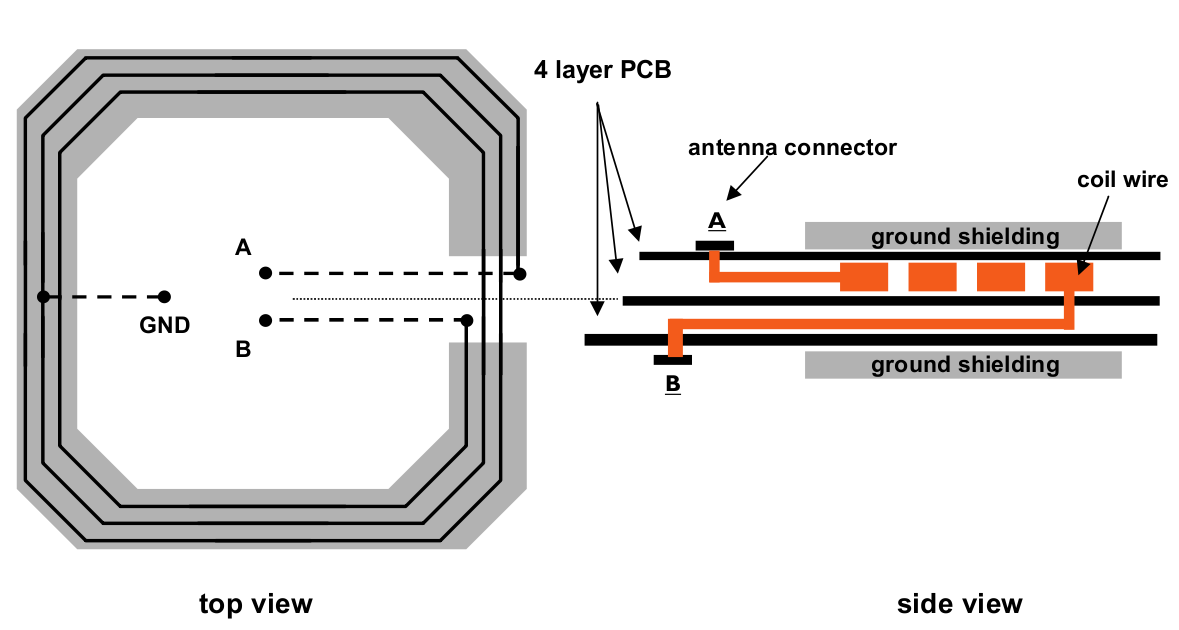 4 layer PCB
antenna connector
coil wire
A
ground shielding
A
GND
B
ground shielding
B
top view
side view